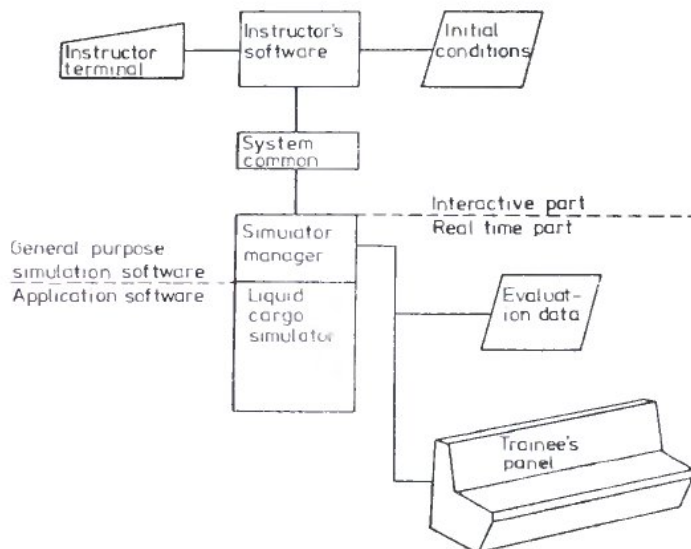 Instructor
terminal
Instructor's
software
Initial
conditions
System
common
Interactive part
Real time part
General purpose
simulation software
Application software
Simulator
manager
Liquid
cargo
simulator
Evaluat-
ion data
Trainee's
panel